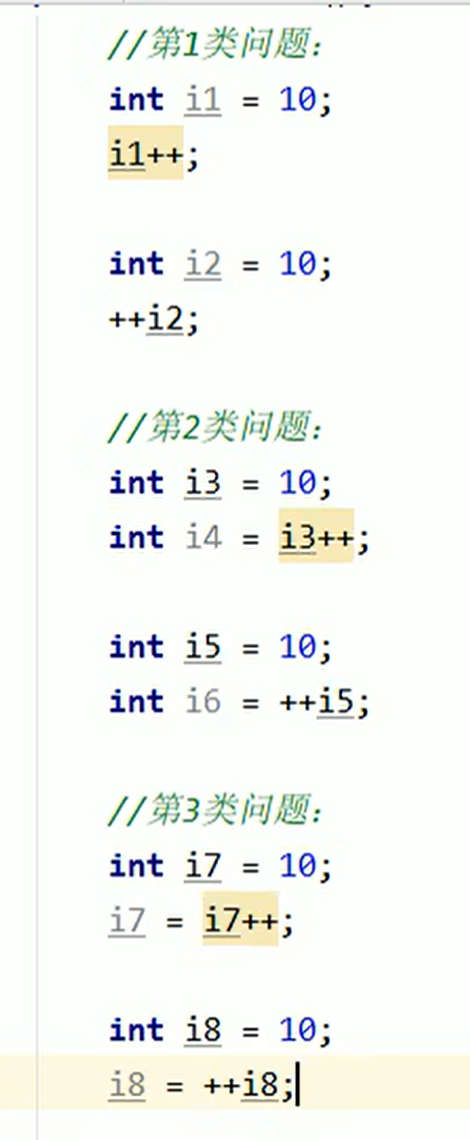 //第1类问题:
int i1 = 10;
i1++;
int i2 = 10;
++i2;
//第2类问题:
int i3 = 10;
int i4 = i3++;
int i5 = 10;
int i6 = ++i5;
//第3类问题:
int i7 = 10;
i7 = i7++;
int i8 = 10;
i8 = ++i8;